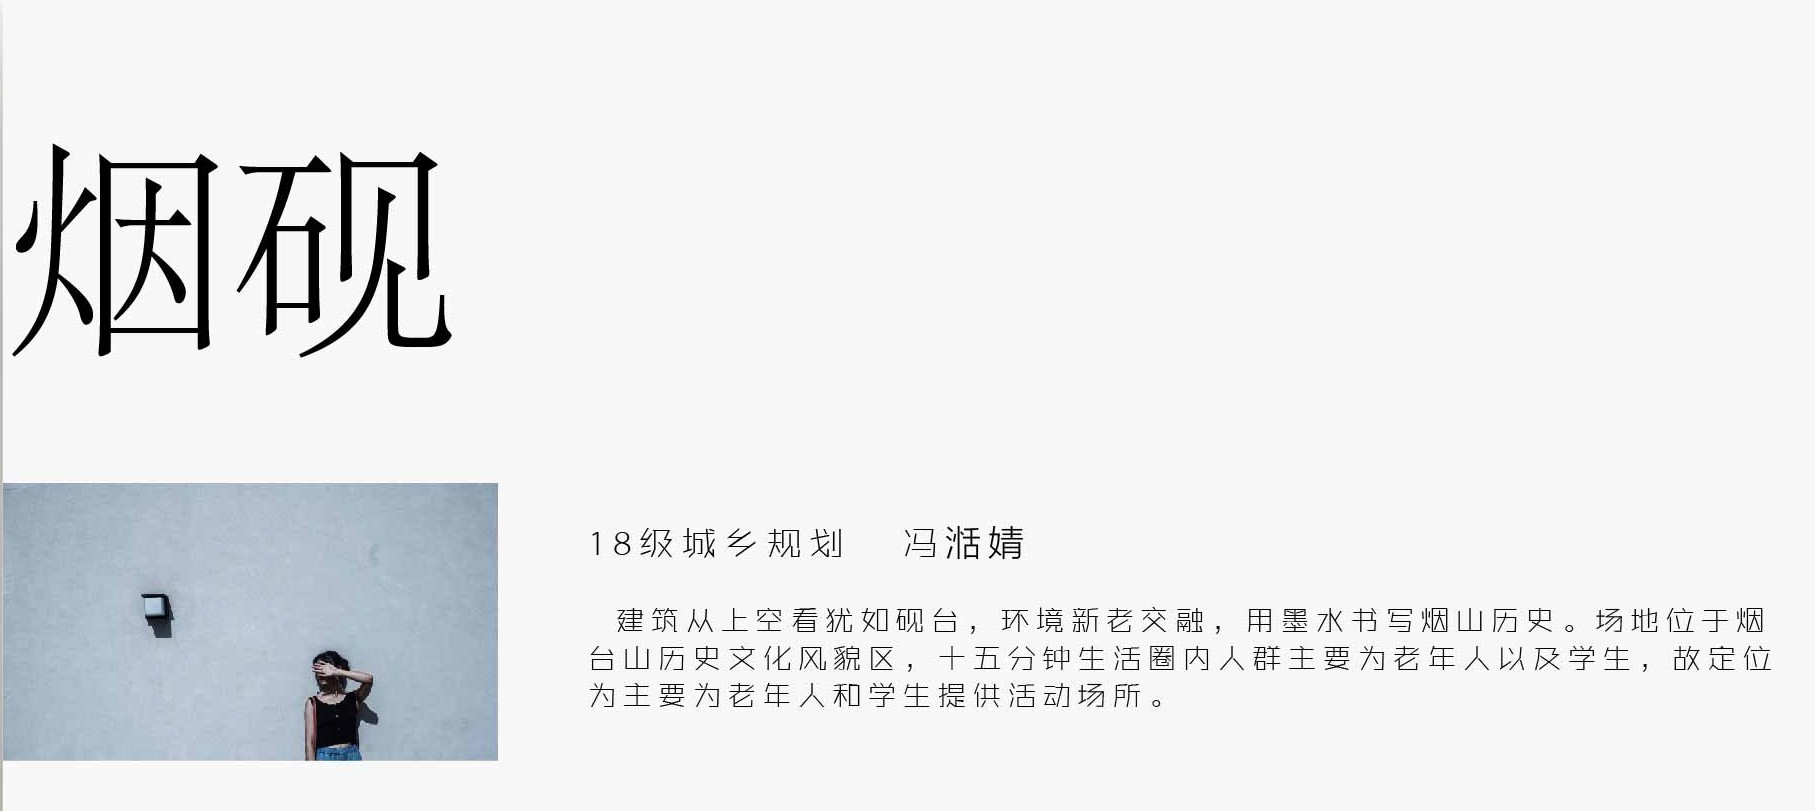 烟砚
18级城乡规划 冯湉婧
建筑从上空看犹如砚台，环境新老交融，用墨水书写烟山历史。场地位于烟
台山历史文化风貌区，十五分钟生活圈内人群主要为老年人以及学生，故定位
为主要为老年人和学生提供活动场所。